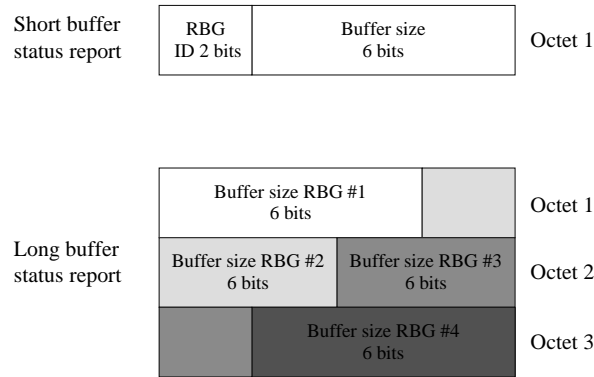 Short buffer
status report
RBG
ID 2 bits
Buffer size
6 bits
Octet 1
Long buffer
status report
Buffer size RBG #1
6 bits
Octet 1
Buffer size RBG #2
6 bits
Buffer size RBG #3
6 bits
Octet 2
Buffer size RBG #4
6 bits
Octet 3